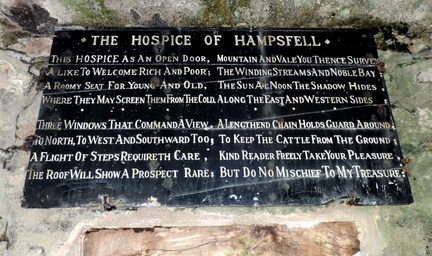 THE HOSPICE OF HAMPSFELL
THIS HOSPICE AS AN OPEN DOOR,
A LIKE TO WELCOME RICH AND POOR;
A ROOMY SEAT FOR YOUNG AND OLD,
WHERE THEY MAY SCREEN THEM FROM THE COLD.
THREE WINDOWS THAT COMMAND A VIEW,
TO NORTH, TO WEST AND SOUTHWARD TOO;
A FLIGHT OF STEPS REQUIRETH CARE,
THE ROOF WILL SHOW A PROSPECT RARE;
MOUNTAIN AND VALE YOU THENCE SURVEY
THE WINDING STREAMS AND NOBLE BAY
THE SUN AT NOON THE SHADOW HIDES
ALONG THE EAST AND WESTERN SIDES
A LENGTHEND CHAIN HOLDS GUARD AROUND
TO KEEP THE CATTLE FROM THE GROUND
KIND READER FREELY TAKE YOUR PLEASURE
BUT DO NO MISCHIEF TO MY TREASURE.